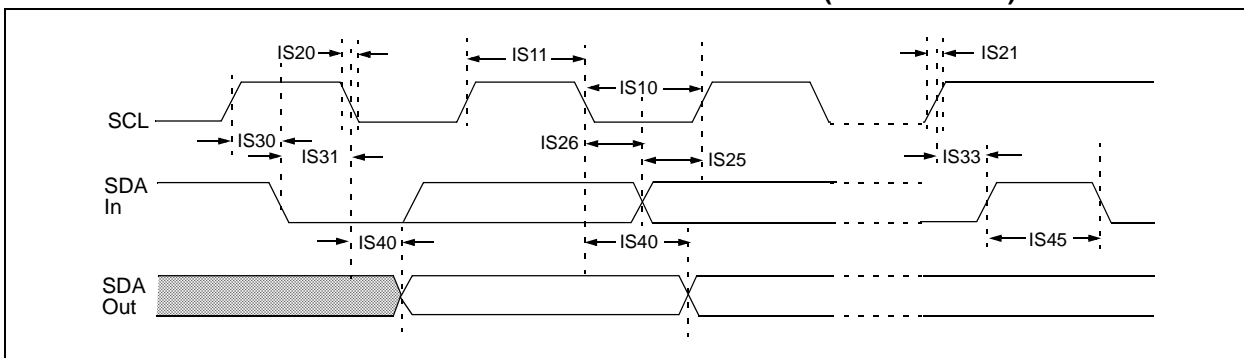 IS20
IS11
IS21
IS10
SCL
IS30
IS31
IS26
IS25
IS33
SDA
In
IS40
IS40
IS45
SDA
Out